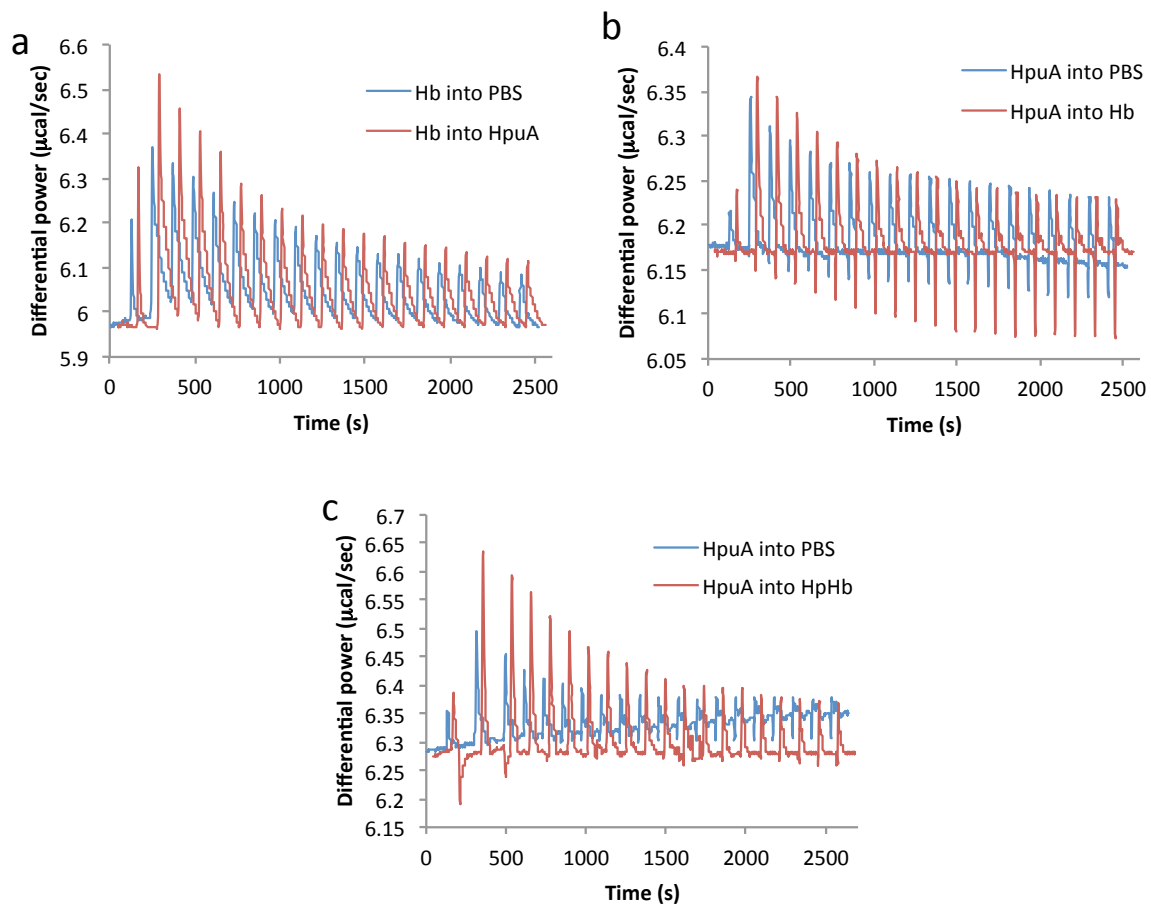 a
6.6
6.5
6.4
6.3
6.2
6.1
6
5.9
Differential power (μcal/sec)
0 500 1000 1500 2000 2500
Time (s)
Hb into PBS
Hb into HpuA
b
6.4
6.35
6.3
6.25
6.2
6.15
6.1
6.05
Differential power (μcal/sec)
0 500 1000 1500 2000 2500
Time (s)
HpuA into PBS
HpuA into Hb
c
6.7
6.65
6.6
6.55
6.5
6.45
6.4
6.35
6.3
6.25
6.2
6.15
Differential power (μcal/sec)
0 500 1000 1500 2000 2500
Time (s)
HpuA into PBS
HpuA into HpHb